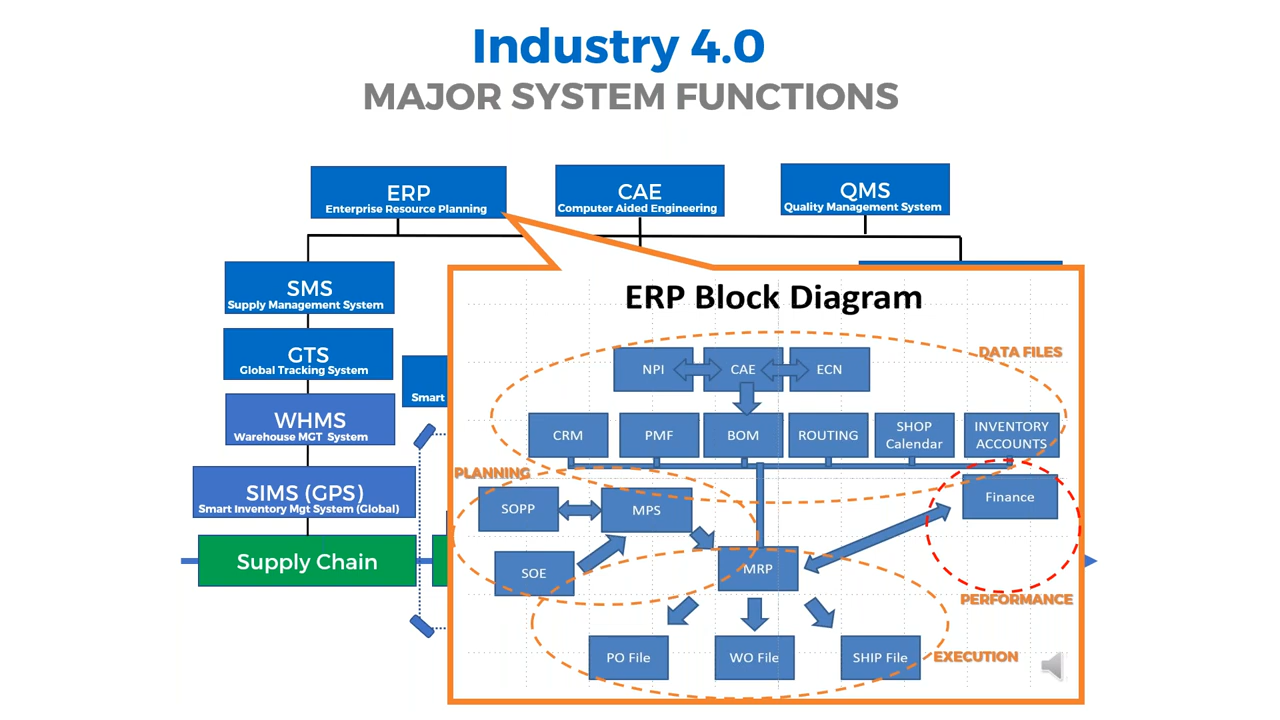 Industry 4.0
MAJOR SYSTEM FUNCTIONS
ERP
Enterprise Resource Planning
CAE
Computer Aided Engineering
QMS
Quality Management System
SMS
Supply Management System
GTS
Global Tracking System
WHMS
Warehouse MGT System
SIMS (GPS)
Smart Inventory Mgt System (Global)
Supply Chain
Smart
ERP Block Diagram
DATA FILES
NPI
CAE
ECN
CRM
PMF
BOM
ROUTING
SHOP
Calendar
INVENTORY
ACCOUNTS
PLANNING
SOPP
MPS
Finance
SOE
MRP
PERFORMANCE
PO File
WO File
SHIP File
EXECUTION